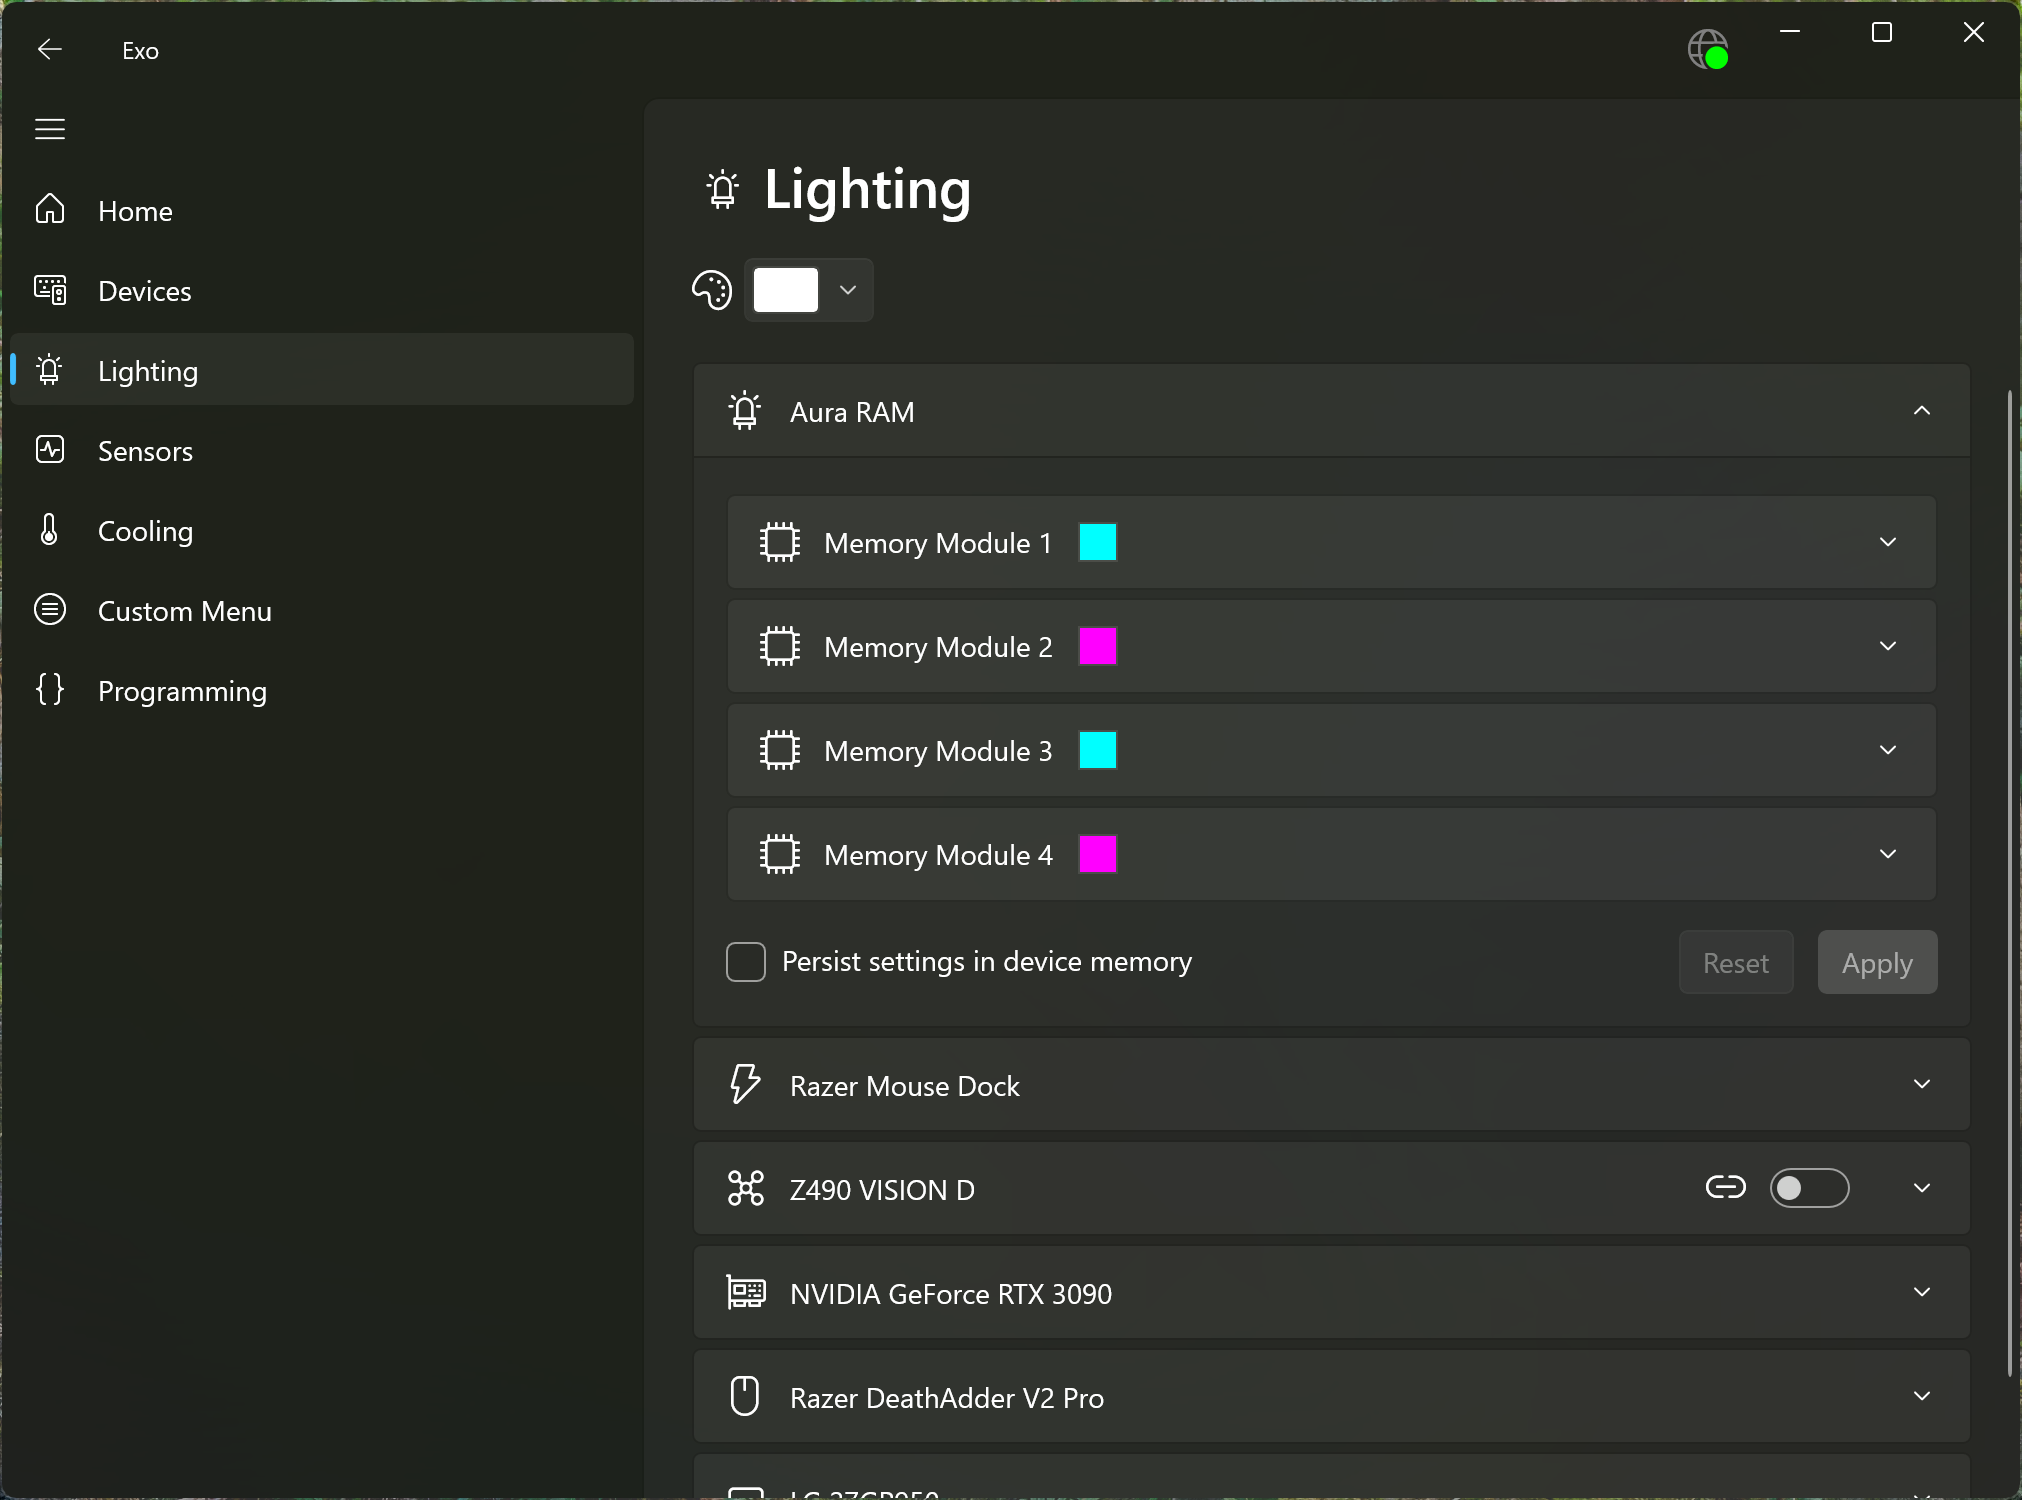 Exo
Home
Devices
Lighting
Sensors
Cooling
Custom Menu
Programming
Lighting
Aura RAM
Memory Module 1
Memory Module 2
Memory Module 3
Memory Module 4
Persist settings in device memory
Reset
Apply
Razer Mouse Dock
Z490 VISION D
NVIDIA GeForce RTX 3090
Razer DeathAdder V2 Pro